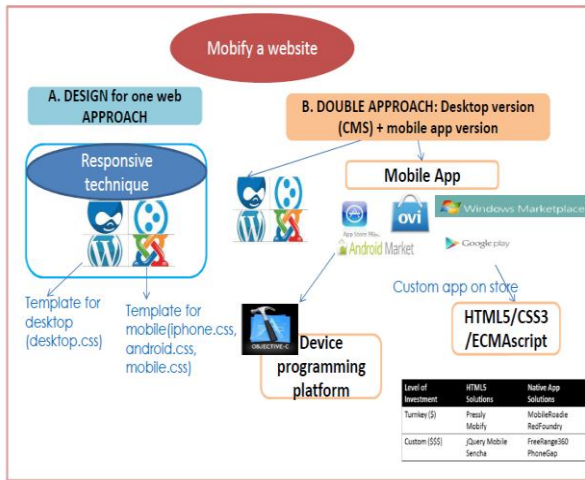 Mobify a website
A. DESIGN for one web
APPROACH
B. DOUBLE APPROACH: Desktop version
(CMS) + mobile app version
Responsive
technique
Template for
desktop
(desktop.css)
Template for
mobile(iphone.css,
android.css,
mobile.css)
Mobile App
ovi
Windows Marketplace
Android Market
Google play
OBJECTIVE-C
Device
programming
platform
Custom app on store
HTML5/CSS3
/ECMAscript
Level of Investment HTML5 Solutions Native App Solutions
Turnkey ($) Pressly MobileRoadie
Mobify RedFoundry
Custom ($$$) jQuery Mobile FreeRange360
Sencha PhoneGap